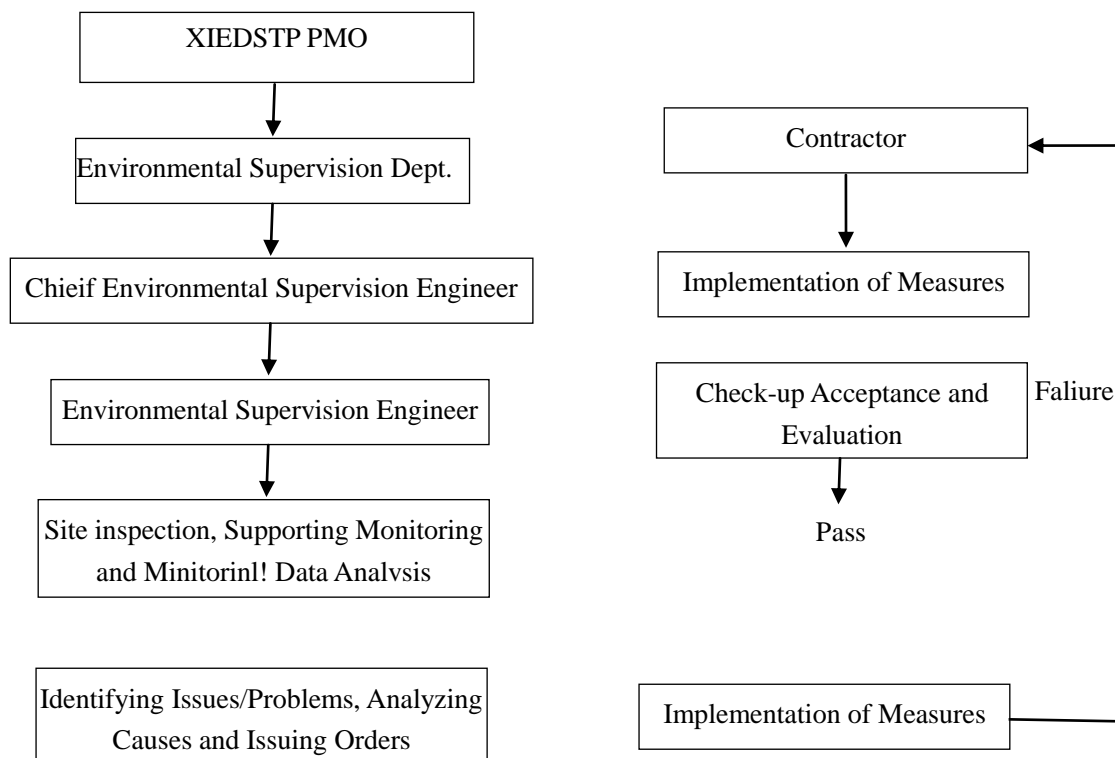 XIEDSTP PMO
Environmental Supervision Dept.
Chieif Environmental Supervision Engineer
Environmental Supervision Engineer
Site inspection, Supporting Monitoring
and Minitorinl! Data Analvsis
Identifying Issues/Problems, Analyzing
Causes and Issuing Orders
Contractor
Implementation of Measures
Check-up Acceptance and
Evaluation
Faliure
Pass
Implementation of Measures